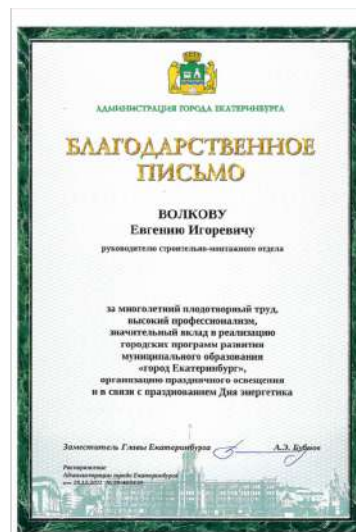 АДМИНИСТРАЦИЯ ГОРОДА ЕКАТЕРИНБУРГА
БЛАГОДАРСТВЕННОЕ
ПИСЬМО
ВОЛКОВУ
Евгению Игоревичу
руководителю строительно-монтажного отдела
за многолетний плодотворный труд,
высокий профессионализм,
значительный вклад в реализацию
городских программ развития
муниципального образования
«город Екатеринбург»,
организацию праздничного освещения
и в связи с празднованием Дня энергетика
Заместитель Главы Екатеринбурга А.Э. Бубнов
Распоряжение
Администрации города Екатеринбурга
от